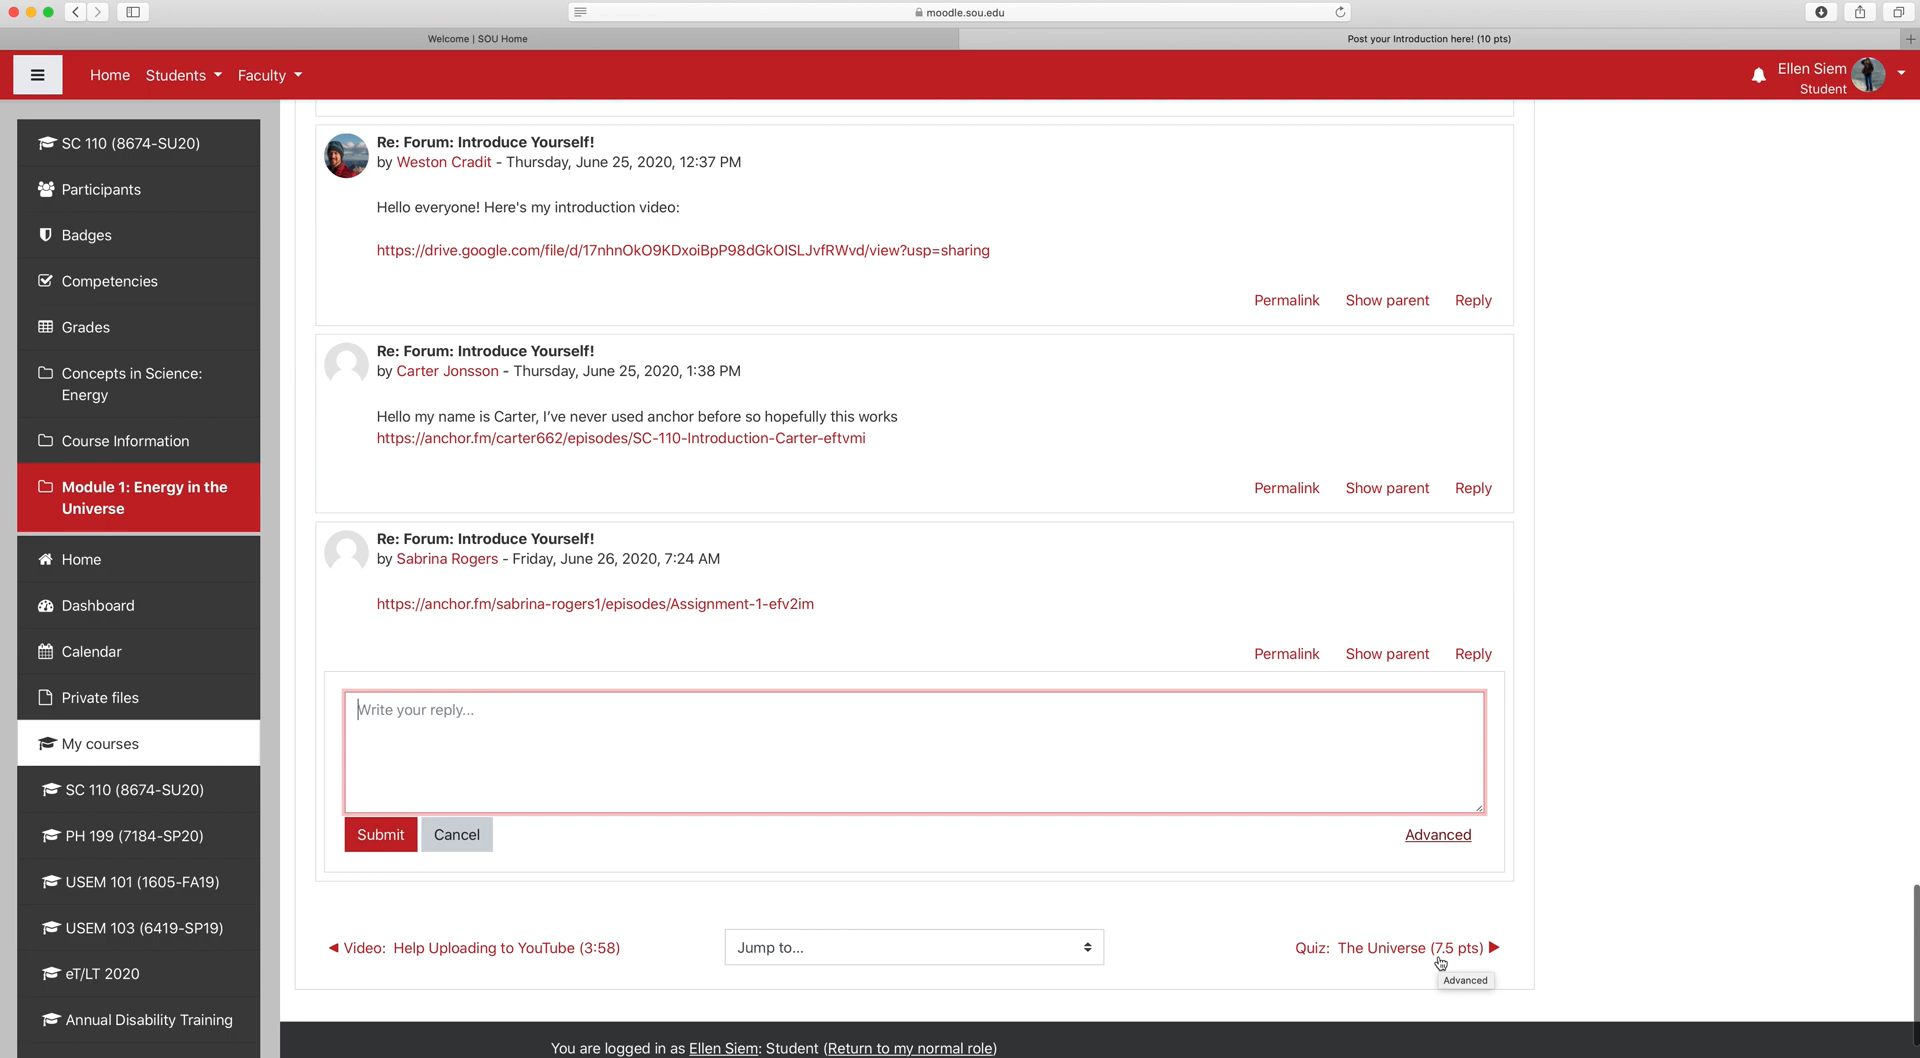 moodle.sou.edu
Welcome | SOU Home
Post your Introduction here! (10 pts)
Home Students Faculty
Ellen Siem
Student
SC 110 (8674-SU20)
Participants
Badges
Competencies
Grades
Concepts in Science:
Energy
Course Information
Module 1: Energy in the
Universe
Home
Dashboard
Calendar
Private files
My courses
SC 110 (8674-SU20)
PH 199 (7184-SP20)
USEM 101 (1605-FA19)
USEM 103 (6419-SP19)
eT/LT 2020
Annual Disability Training
Re: Forum: Introduce Yourself!
by Weston Cradit - Thursday, June 25, 2020, 12:37 PM
Hello everyone! Here's my introduction video:
https://drive.google.com/file/d/17nhnOkO9KDxoiBpP98dGkOISLJvfRWvd/view?usp=sharing
Permalink Show parent Reply
Re: Forum: Introduce Yourself!
by Carter Jonsson - Thursday, June 25, 2020, 1:38 PM
Hello my name is Carter, I've never used anchor before so hopefully this works
https://anchor.fm/carter662/episodes/SC-110-Introduction-Carter-eftvmi
Permalink Show parent Reply
Re: Forum: Introduce Yourself!
by Sabrina Rogers - Friday, June 26, 2020, 7:24 AM
https://anchor.fm/sabrina-rogers1/episodes/Assignment-1-efv2im
Permalink Show parent Reply
Write your reply...
Submit Cancel Advanced
◀ Video: Help Uploading to YouTube (3:58) Jump to... Quiz: The Universe (7.5 pts) ▶
Advanced
You are logged in as Ellen Siem: Student (Return to my normal role)